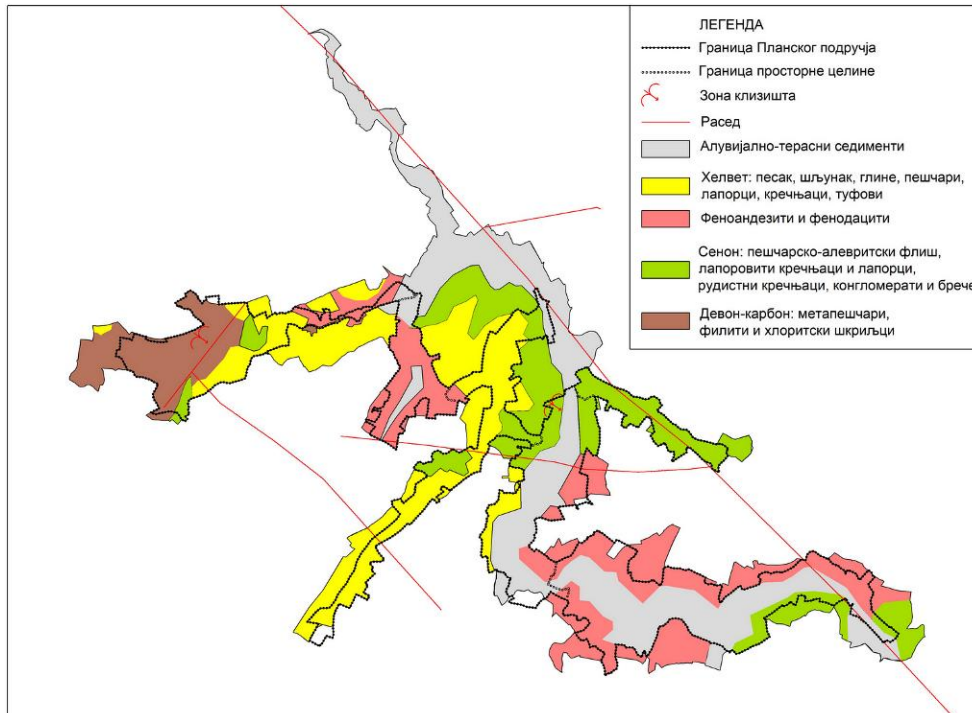 ЛЕГЕНДА
Граница Планског подручја
Граница просторне целине
Зона клизишта
Расед
Алувијално-терасни седименти
Хелвет: песак, шљунак, глине, пешчари,
лапорци, кречњаци, туфови
Феноандезити и фенодацити
Сенон: пешчарско-алевритски флиш,
лапоровити кречњаци и лапорци,
рудистни кречњаци, конгломерати и брече
Девон-карбон: метапешчари,
филити и хлоритски шкриљци